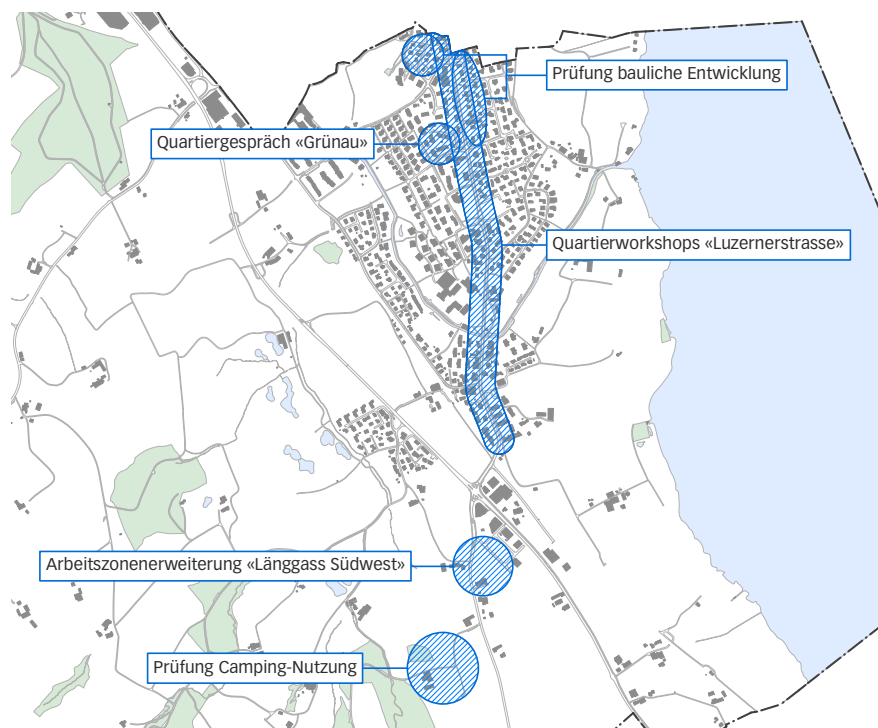 Prüfung bauliche Entwicklung
Quartiergespräch «Grünau»
Quartierworkshops «Luzernerstrasse»
Arbeitszonenerweiterung «Länggass Südwest»
Prüfung Camping-Nutzung